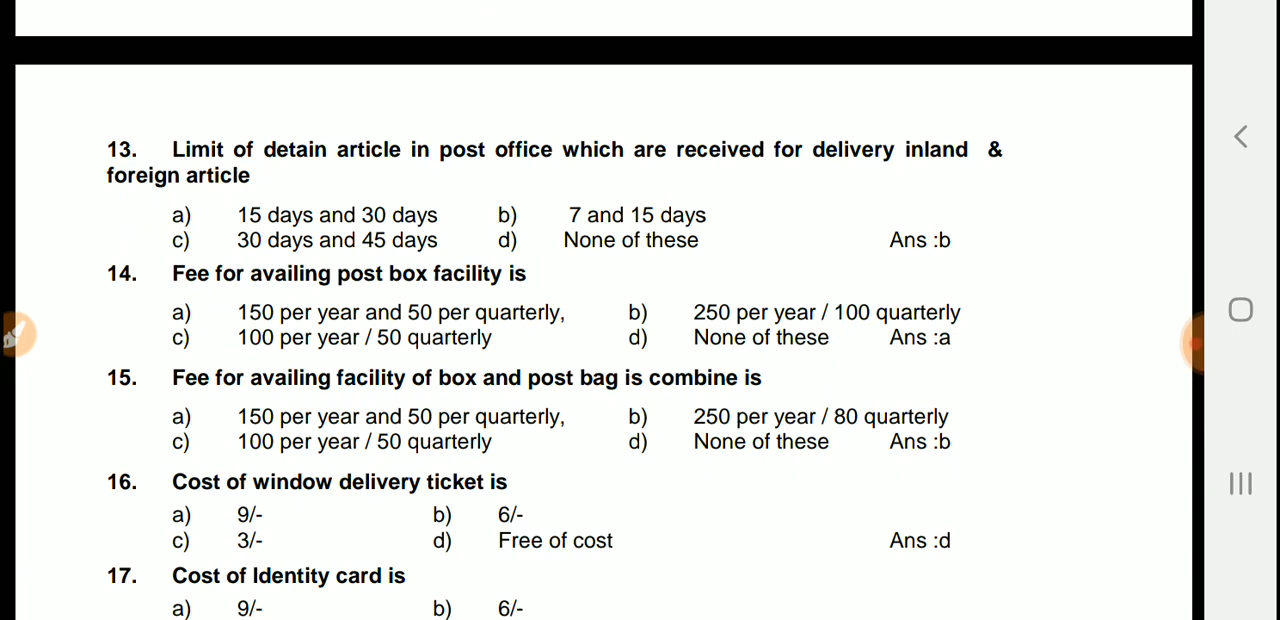 13. Limit of detain article in post office which are received for delivery inland &
foreign article
a) 15 days and 30 days b) 7 and 15 days
c) 30 days and 45 days d) None of these Ans :b
14. Fee for availing post box facility is
a) 150 per year and 50 per quarterly, b) 250 per year / 100 quarterly
c) 100 per year / 50 quarterly d) None of these Ans :a
15. Fee for availing facility of box and post bag is combine is
a) 150 per year and 50 per quarterly, b) 250 per year / 80 quarterly
c) 100 per year / 50 quarterly d) None of these Ans :b
16. Cost of window delivery ticket is
a) 9/- b) 6/-
c) 3/- d) Free of cost Ans :d
17. Cost of Identity card is
a) 9/- b) 6/-